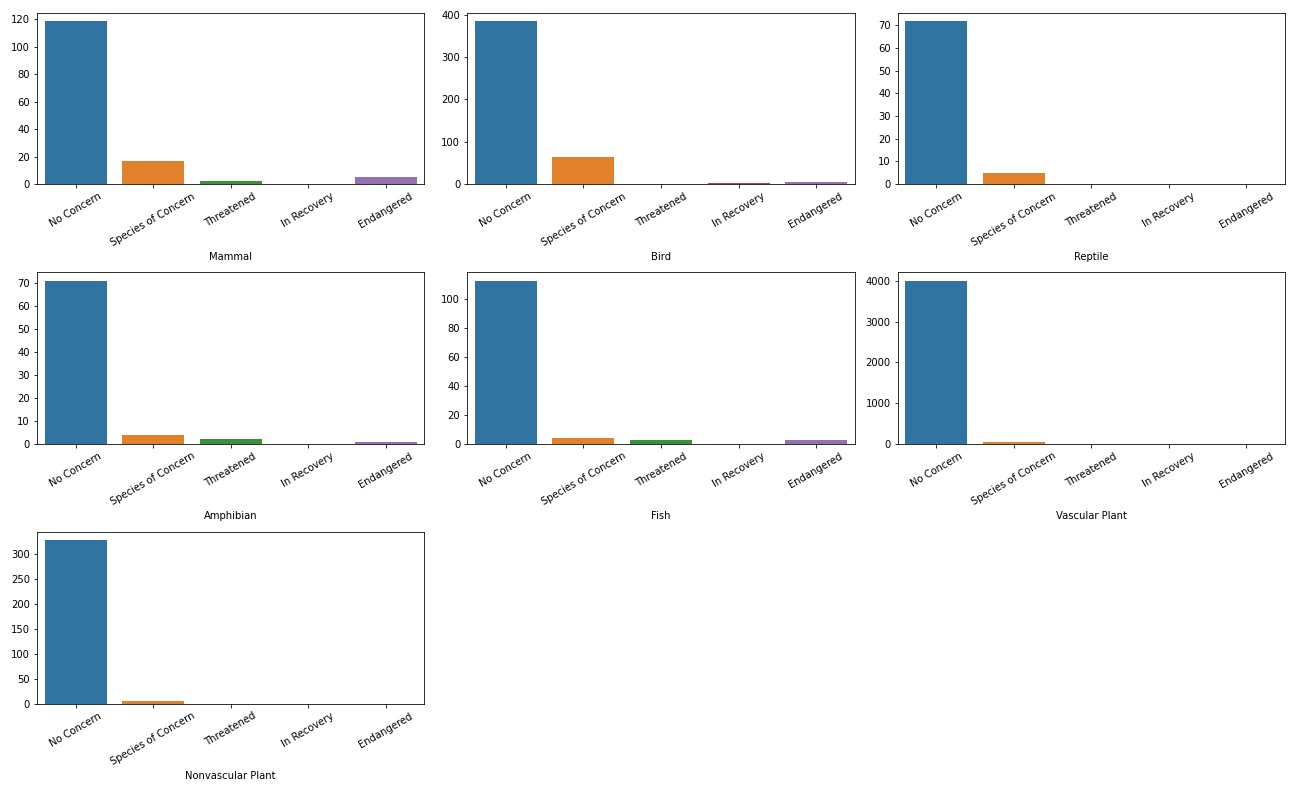 120
100
80
60
40
20
0
No Concern
Species of Concern
Threatened
In Recovery
Endangered
Mammal
400
300
200
100
0
No Concern
Species of Concern
Threatened
In Recovery
Endangered
Bird
70
60
50
40
30
20
10
0
No Concern
Species of Concern
Threatened
In Recovery
Endangered
Reptile
70
60
50
40
30
20
10
0
No Concern
Species of Concern
Threatened
In Recovery
Endangered
Amphibian
100
80
60
40
20
0
No Concern
Species of Concern
Threatened
In Recovery
Endangered
Fish
4000
3000
2000
1000
0
No Concern
Species of Concern
Threatened
In Recovery
Endangered
Vascular Plant
300
250
200
150
100
50
0
No Concern
Species of Concern
Threatened
In Recovery
Endangered
Nonvascular Plant